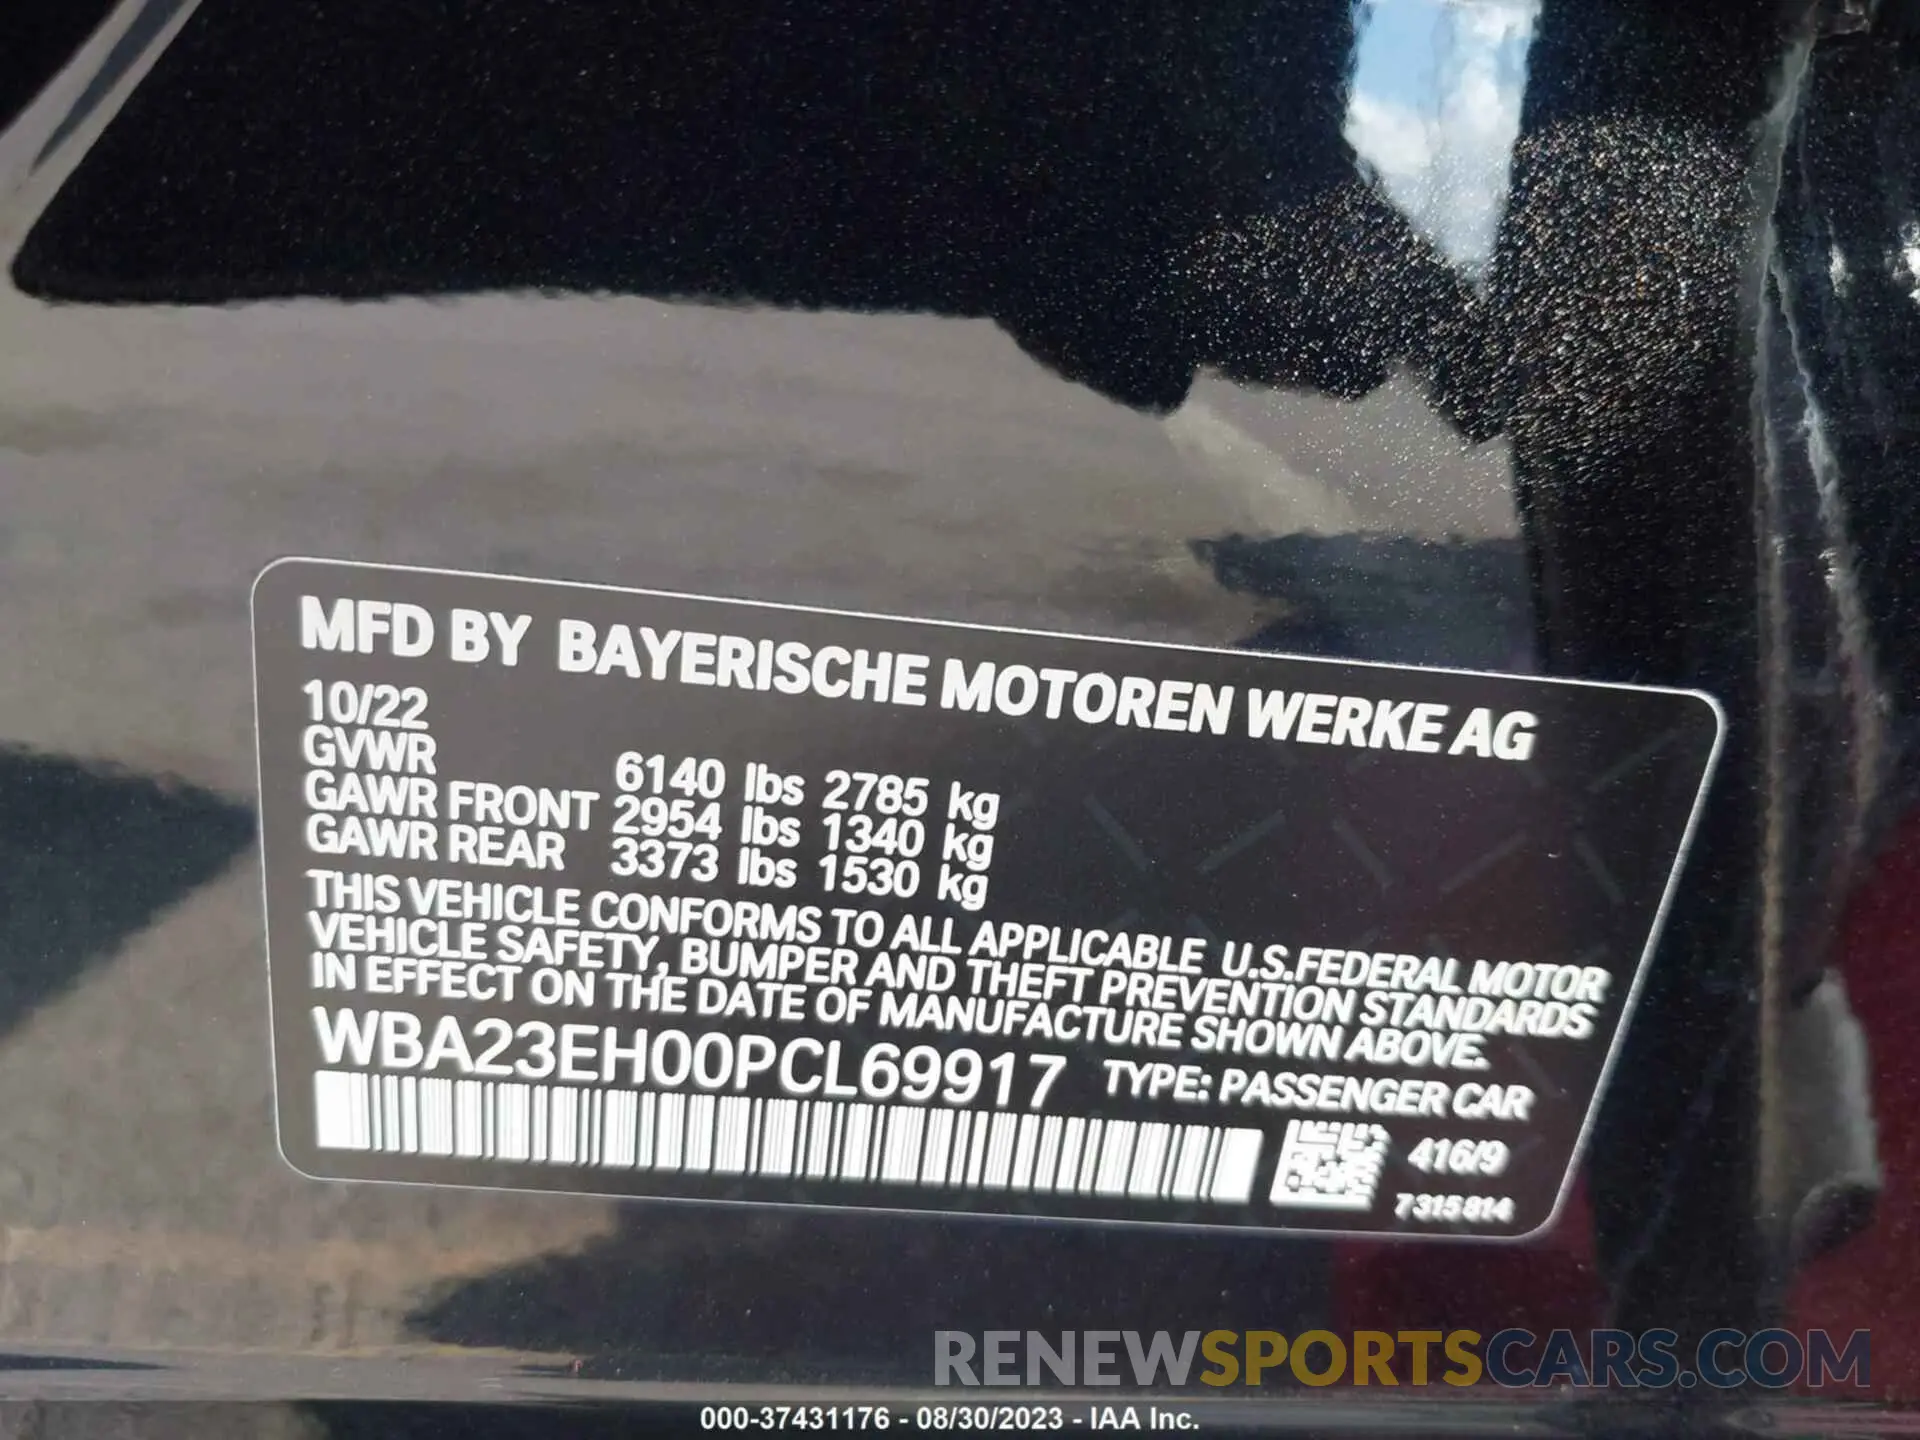 MFD BY BAYERISCHE MOTOREN WERKE AG
10/22
GVWR 6140 lbs 2785 kg
GAWR FRONT 2954 lbs 1340 kg
GAWR REAR 3373 lbs 1530 kg
THIS VEHICLE CONFORMS TO ALL APPLICABLE U.S.FEDERAL MOTOR
VEHICLE SAFETY, BUMPER AND THEFT PREVENTION STANDARDS
IN EFFECT ON THE DATE OF MANUFACTURE SHOWN ABOVE.
WBA23EH00PCL69917 TYPE: PASSENGER CAR
416/9
7315814
RENEWSPORTSCARS.COM
000-37431176 - 08/30/2023 - IAA Inc.